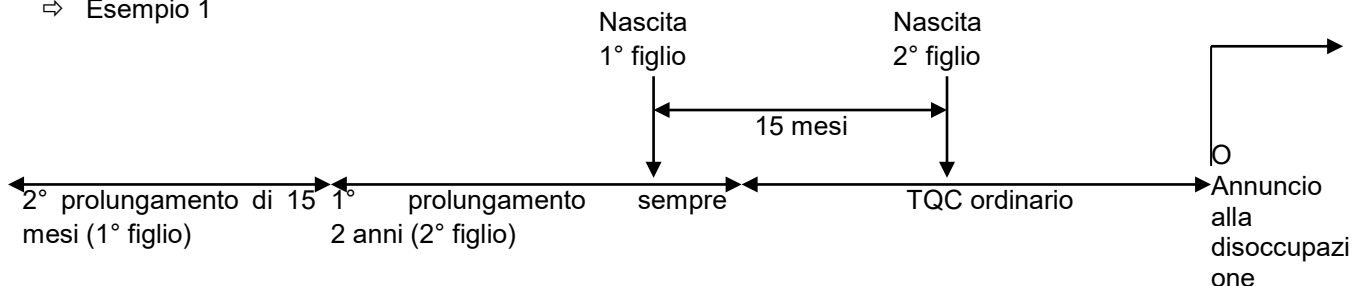 ⇨ Esempio 1
Nascita
1° figlio
Nascita
2° figlio
15 mesi
2° prolungamento di 15
mesi (1° figlio)
1° prolungamento sempre
2 anni (2° figlio)
TQC ordinario
O
Annuncio
alla
disoccupazi
one